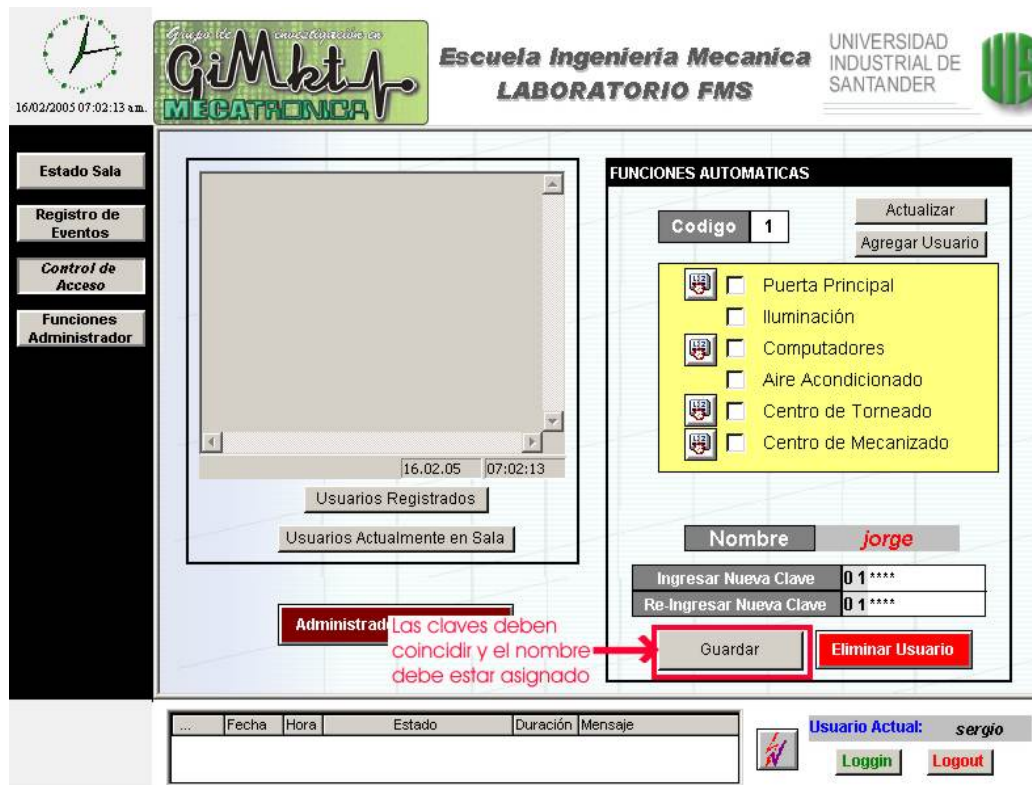 Grupo de investigación en
GiMkt
MEGATRONICA
Escuela Ingenieria Mecanica
LABORATORIO FMS
UNIVERSIDAD
INDUSTRIAL DE
SANTANDER
16/02/2005 07:02:13 a.m.
Estado Sala
Registro de
Eventos
Control de
Acceso
Funciones
Administrador
16.02.05 07:02:13
Usuarios Registrados
Usuarios Actualmente en Sala
Administrad
Las claves deben
coincidir y el nombre
debe estar asignado
FUNCIONES AUTOMATICAS
Codigo 1
Actualizar
Agregar Usuario
Puerta Principal
Iluminación
Computadores
Aire Acondicionado
Centro de Torneado
Centro de Mecanizado
Nombre jorge
Ingresar Nueva Clave 0 1 ****
Re-Ingresar Nueva Clave 0 1 ****
Guardar
Eliminar Usuario
... Fecha Hora Estado Duración Mensaje
Usuario Actual: sergio
Loggin Logout